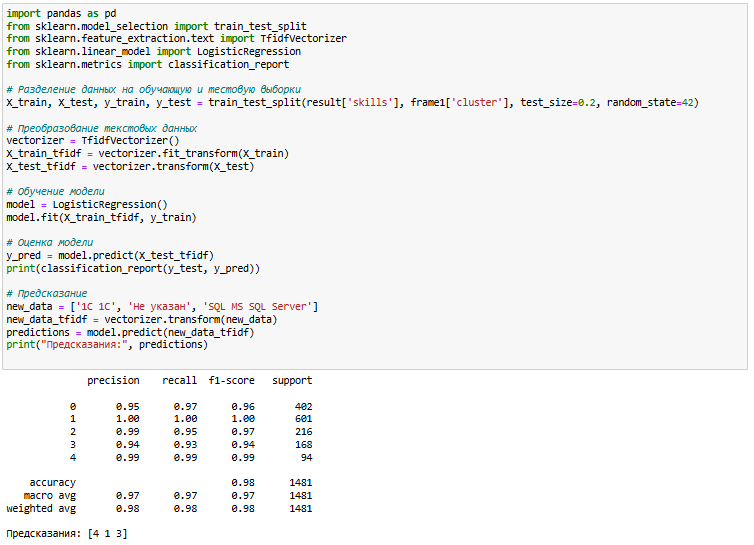 import pandas as pd
from sklearn.model_selection import train_test_split
from sklearn.feature_extraction.text import TfidfVectorizer
from sklearn.linear_model import LogisticRegression
from sklearn.metrics import classification_report

# Разделение данных на обучающую и тестовую выборки
X_train, X_test, y_train, y_test = train_test_split(result['skills'], frame1['cluster'], test_size=0.2, random_state=42)

# Преобразование текстовых данных
vectorizer = TfidfVectorizer()
X_train_tfidf = vectorizer.fit_transform(X_train)
X_test_tfidf = vectorizer.transform(X_test)

# Обучение модели
model = LogisticRegression()
model.fit(X_train_tfidf, y_train)

# Оценка модели
y_pred = model.predict(X_test_tfidf)
print(classification_report(y_test, y_pred))

# Предсказание
new_data = ['1С 1С', 'Не указан', 'SQL MS SQL Server']
new_data_tfidf = vectorizer.transform(new_data)
predictions = model.predict(new_data_tfidf)
print("Предсказания:", predictions)

precision recall f1-score support

0 0.95 0.97 0.96 402
1 1.00 1.00 1.00 601
2 0.99 0.95 0.97 216
3 0.94 0.93 0.94 168
4 0.99 0.99 0.99 94

accuracy 0.98 1481
macro avg 0.97 0.97 0.97 1481
weighted avg 0.98 0.98 0.98 1481

Предсказания: [4 1 3]